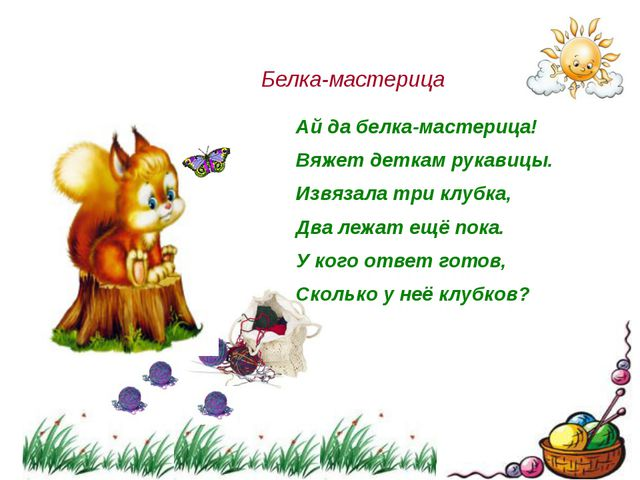 Белка-мастерица
Ай да белка-мастерица!
Вяжет деткам рукавицы.
Извязала три клубка,
Два лежат ещё пока.
У кого ответ готов,
Сколько у неё клубков?